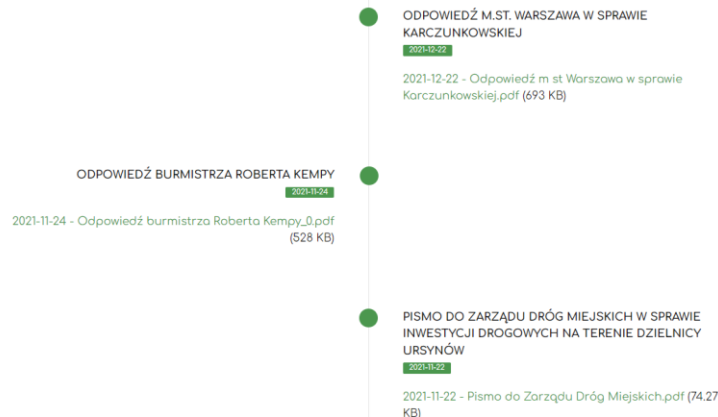 ODPOWIEDŹ M.ST. WARSZAWA W SPRAWIE
KARCZUNKOWSKIEJ
2021-12-22
2021-12-22 - Odpowiedź m st Warszawa w sprawie
Karczunkowskiej.pdf (693 KB)
ODPOWIEDŹ BURMISTRZA ROBERTA KEMPY
2021-11-24
2021-11-24 - Odpowiedź burmistrza Roberta Kempy_0.pdf
(528 KB)
PISMO DO ZARZĄDU DRÓG MIEJSKICH W SPRAWIE
INWESTYCJI DROGOWYCH NA TERENIE DZIELNICY
URSYNÓW
2021-11-22
2021-11-22 - Pismo do Zarządu Dróg Miejskich.pdf (74.27
KB)